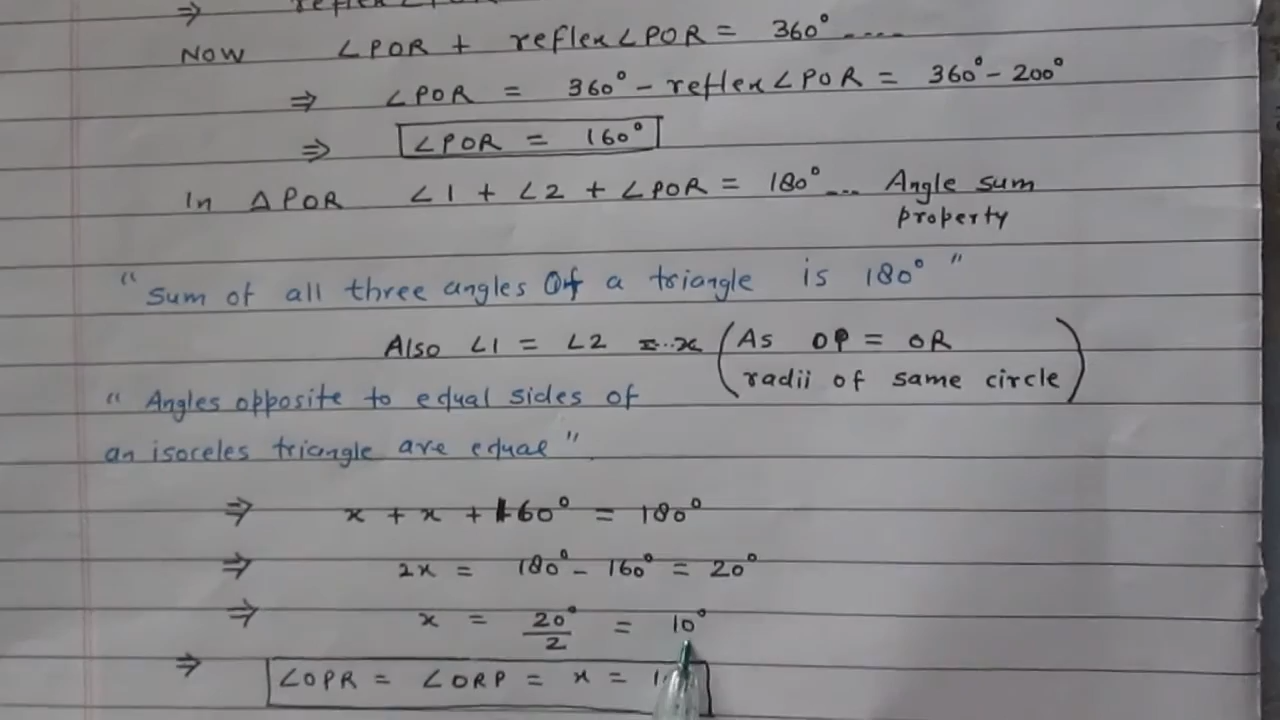 ⇒
Now ∠POR + reflex∠POR = 360° ....
⇒ ∠POR = 360° - reflex∠POR = 360° - 200°
⇒ ∠POR = 160°
In ΔPOR ∠1 + ∠2 + ∠POR = 180° ... Angle sum
property
"Sum of all three angles Of a triangle is 180°"
Also ∠1 = ∠2 = ..x (As OP = OR
radii of same circle)
"Angles opposite to equal sides of
an isoceles triangle are equal"
⇒ x + x + 160° = 180°
⇒ 2x = 180° - 160° = 20°
⇒ x = 20°/2 = 10°
⇒ ∠OPR = ∠ORP = x =